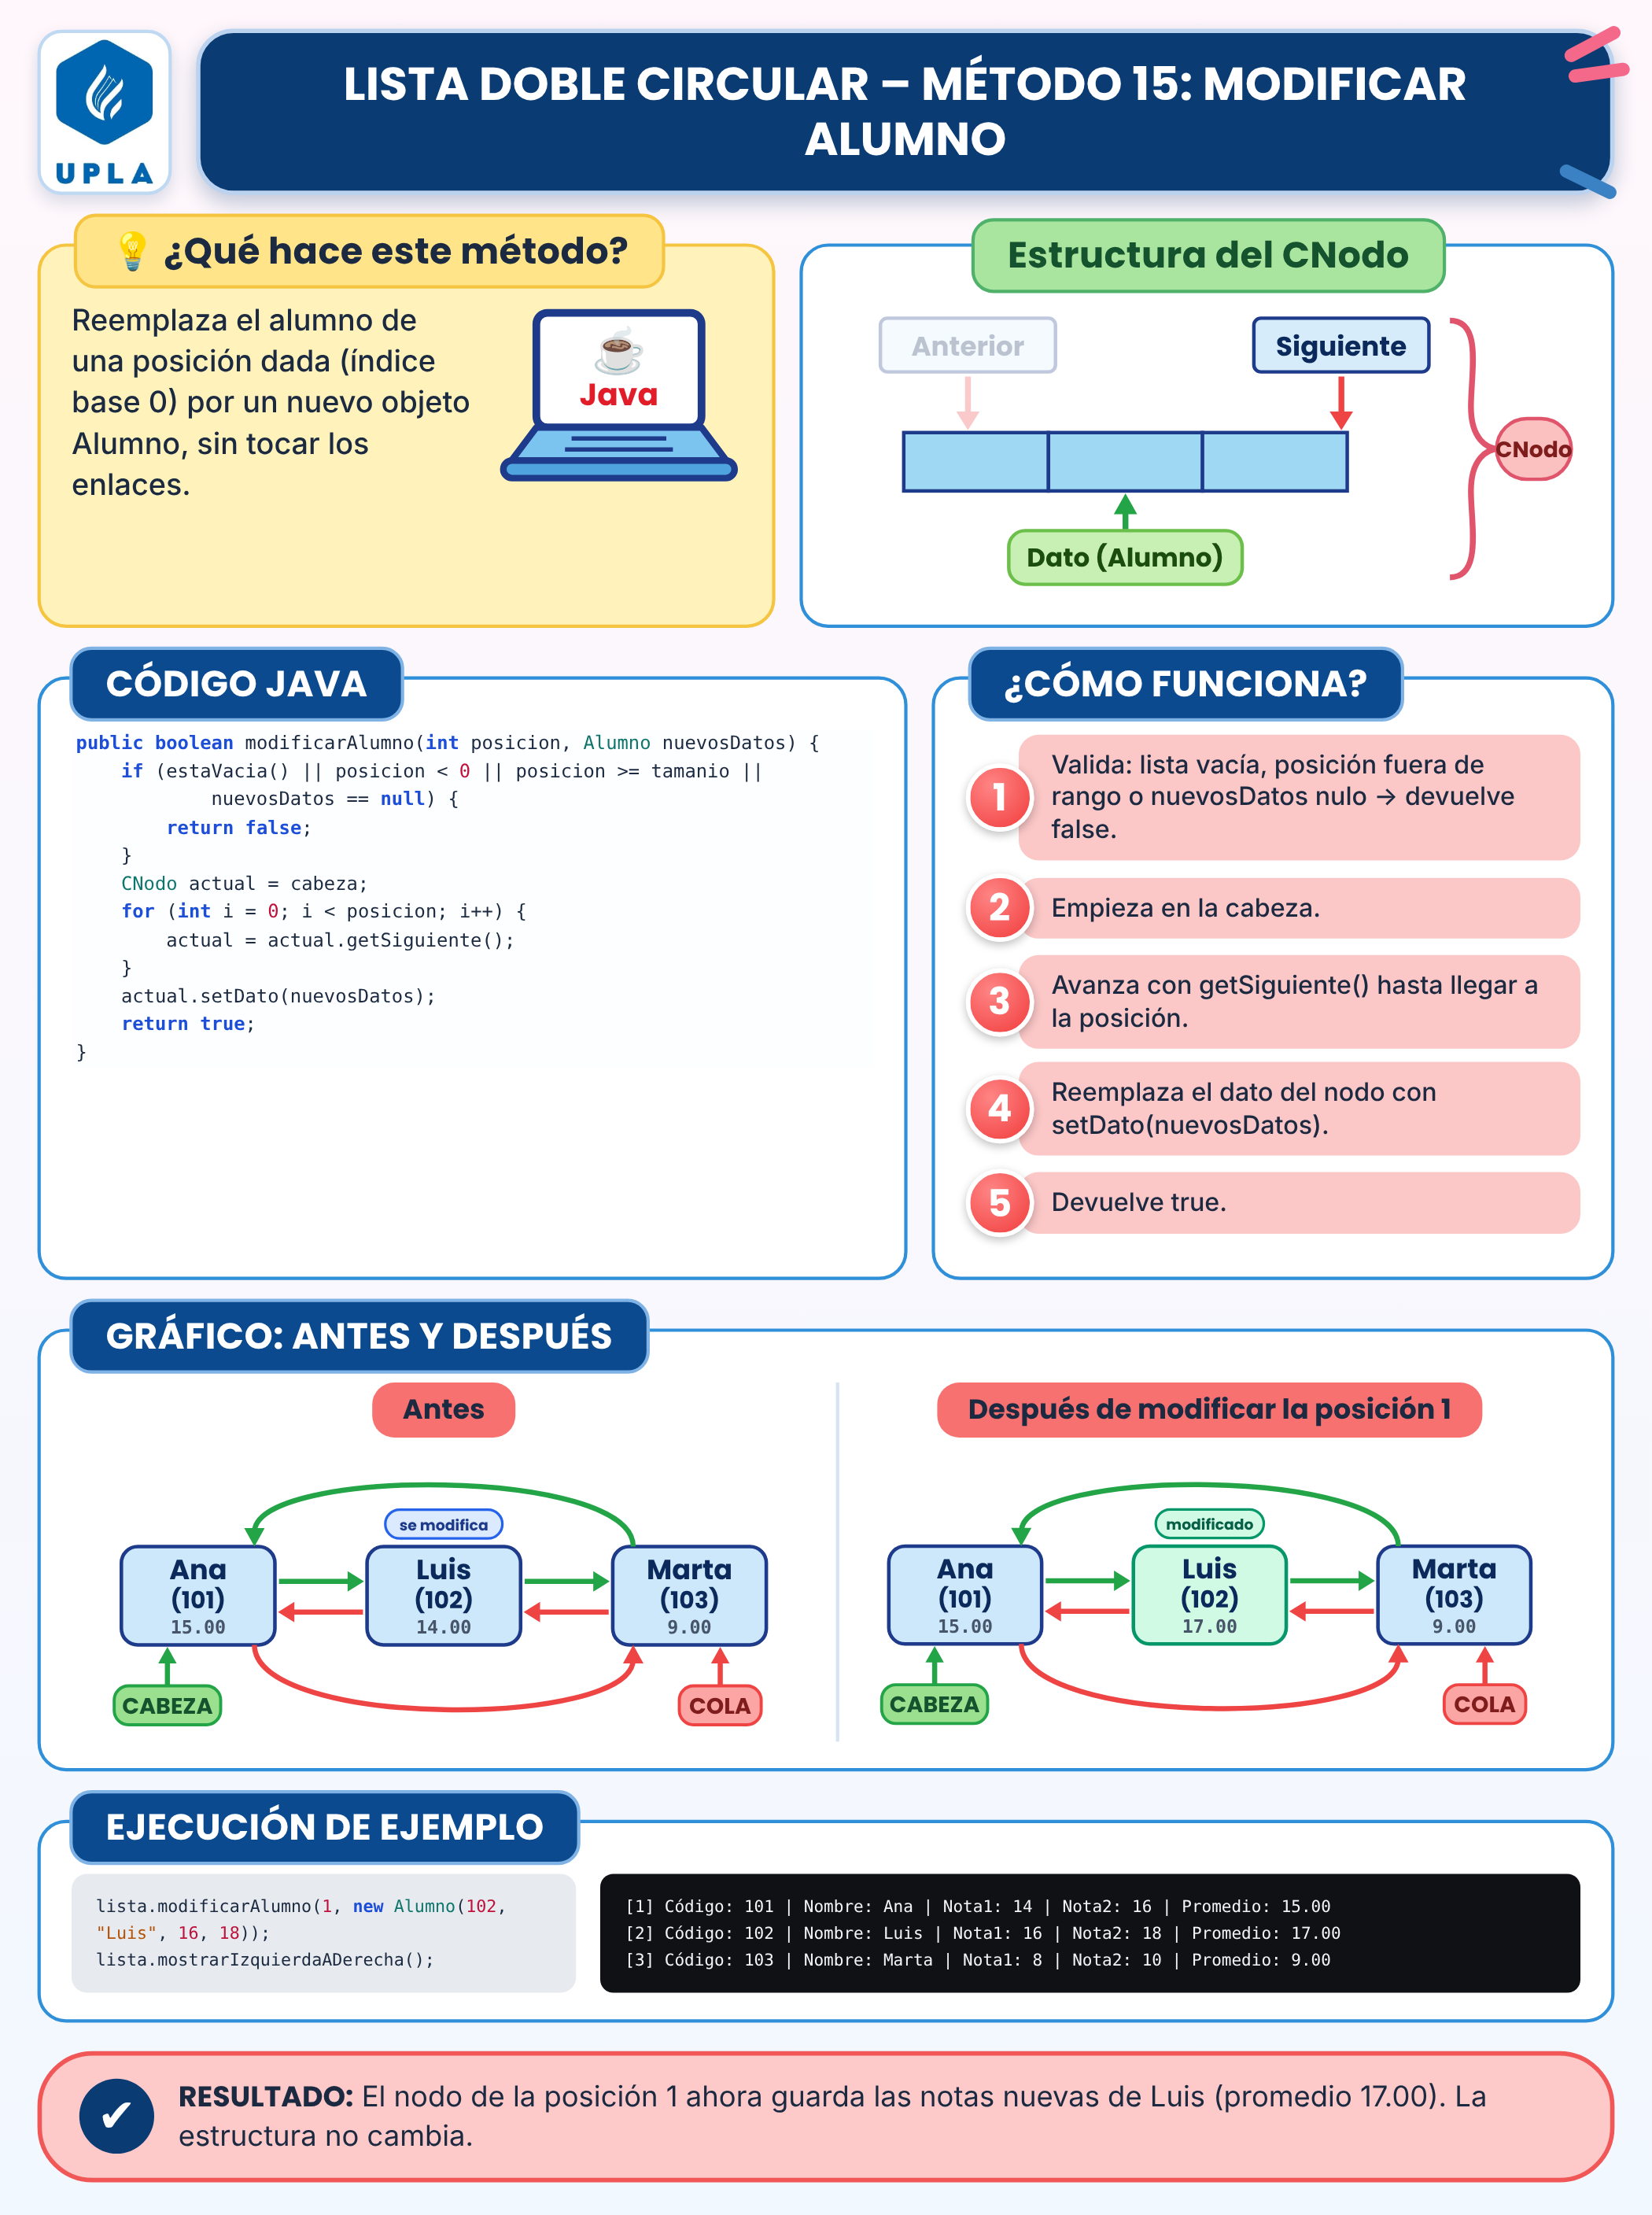 UPLA
LISTA DOBLE CIRCULAR – MÉTODO 15: MODIFICAR
ALUMNO
💡 ¿Qué hace este método?
Reemplaza el alumno de
una posición dada (índice
base 0) por un nuevo objeto
Alumno, sin tocar los
enlaces.
Java
Estructura del CNodo
Anterior
Siguiente
CNodo
Dato (Alumno)
CÓDIGO JAVA
public boolean modificarAlumno(int posicion, Alumno nuevosDatos) {
    if (estaVacia() || posicion < 0 || posicion >= tamanio ||
            nuevosDatos == null) {
        return false;
    }
    CNodo actual = cabeza;
    for (int i = 0; i < posicion; i++) {
        actual = actual.getSiguiente();
    }
    actual.setDato(nuevosDatos);
    return true;
}
¿CÓMO FUNCIONA?
1
Valida: lista vacía, posición fuera de
rango o nuevosDatos nulo → devuelve
false.
2
Empieza en la cabeza.
3
Avanza con getSiguiente() hasta llegar a
la posición.
4
Reemplaza el dato del nodo con
setDato(nuevosDatos).
5
Devuelve true.
GRÁFICO: ANTES Y DESPUÉS
Antes
se modifica
Ana
(101)
15.00
Luis
(102)
14.00
Marta
(103)
9.00
CABEZA
COLA
Después de modificar la posición 1
modificado
Ana
(101)
15.00
Luis
(102)
17.00
Marta
(103)
9.00
CABEZA
COLA
EJECUCIÓN DE EJEMPLO
lista.modificarAlumno(1, new Alumno(102,
"Luis", 16, 18));
lista.mostrarIzquierdaADerecha();
[1] Código: 101 | Nombre: Ana | Nota1: 14 | Nota2: 16 | Promedio: 15.00
[2] Código: 102 | Nombre: Luis | Nota1: 16 | Nota2: 18 | Promedio: 17.00
[3] Código: 103 | Nombre: Marta | Nota1: 8 | Nota2: 10 | Promedio: 9.00
✔ RESULTADO: El nodo de la posición 1 ahora guarda las notas nuevas de Luis (promedio 17.00). La
estructura no cambia.